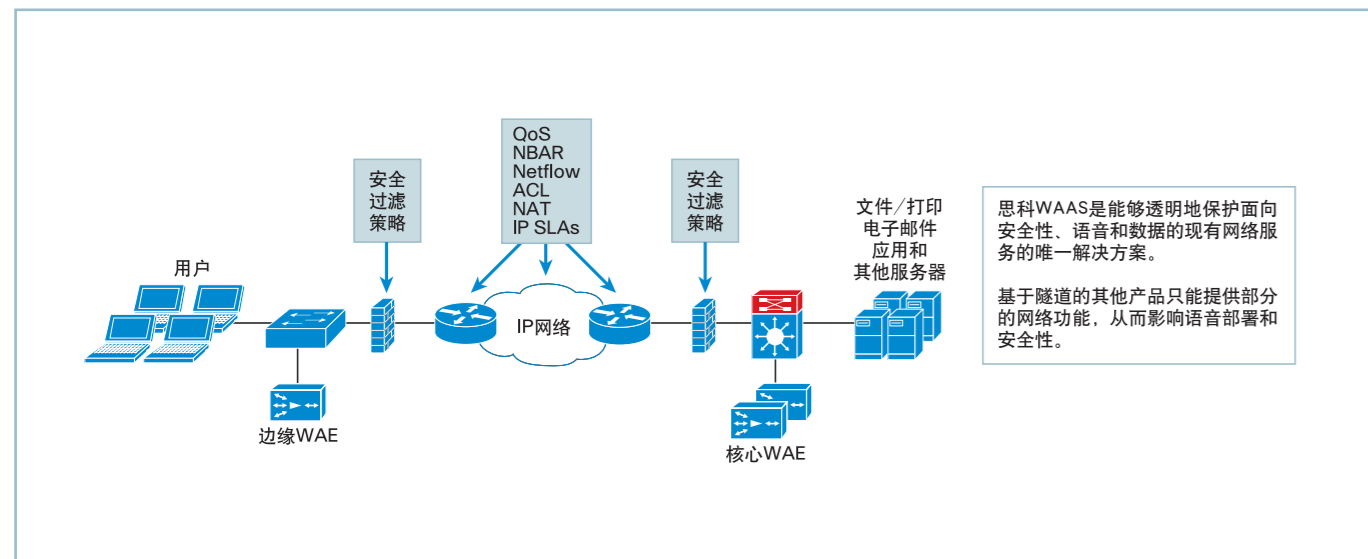 QoS
NBAR
Netflow
ACL
NAT
IP SLAs
安全
过滤
策略
安全
过滤
策略
文件/打印
电子邮件
应用和
其他服务器
用户
IP网络
边缘WAE
核心WAE
思科WAAS是能够透明地保护面向
安全性、语音和数据的现有网络服
务的唯一解决方案。
基于隧道的其他产品只能提供部分
的网络功能，从而影响语音部署和
安全性。